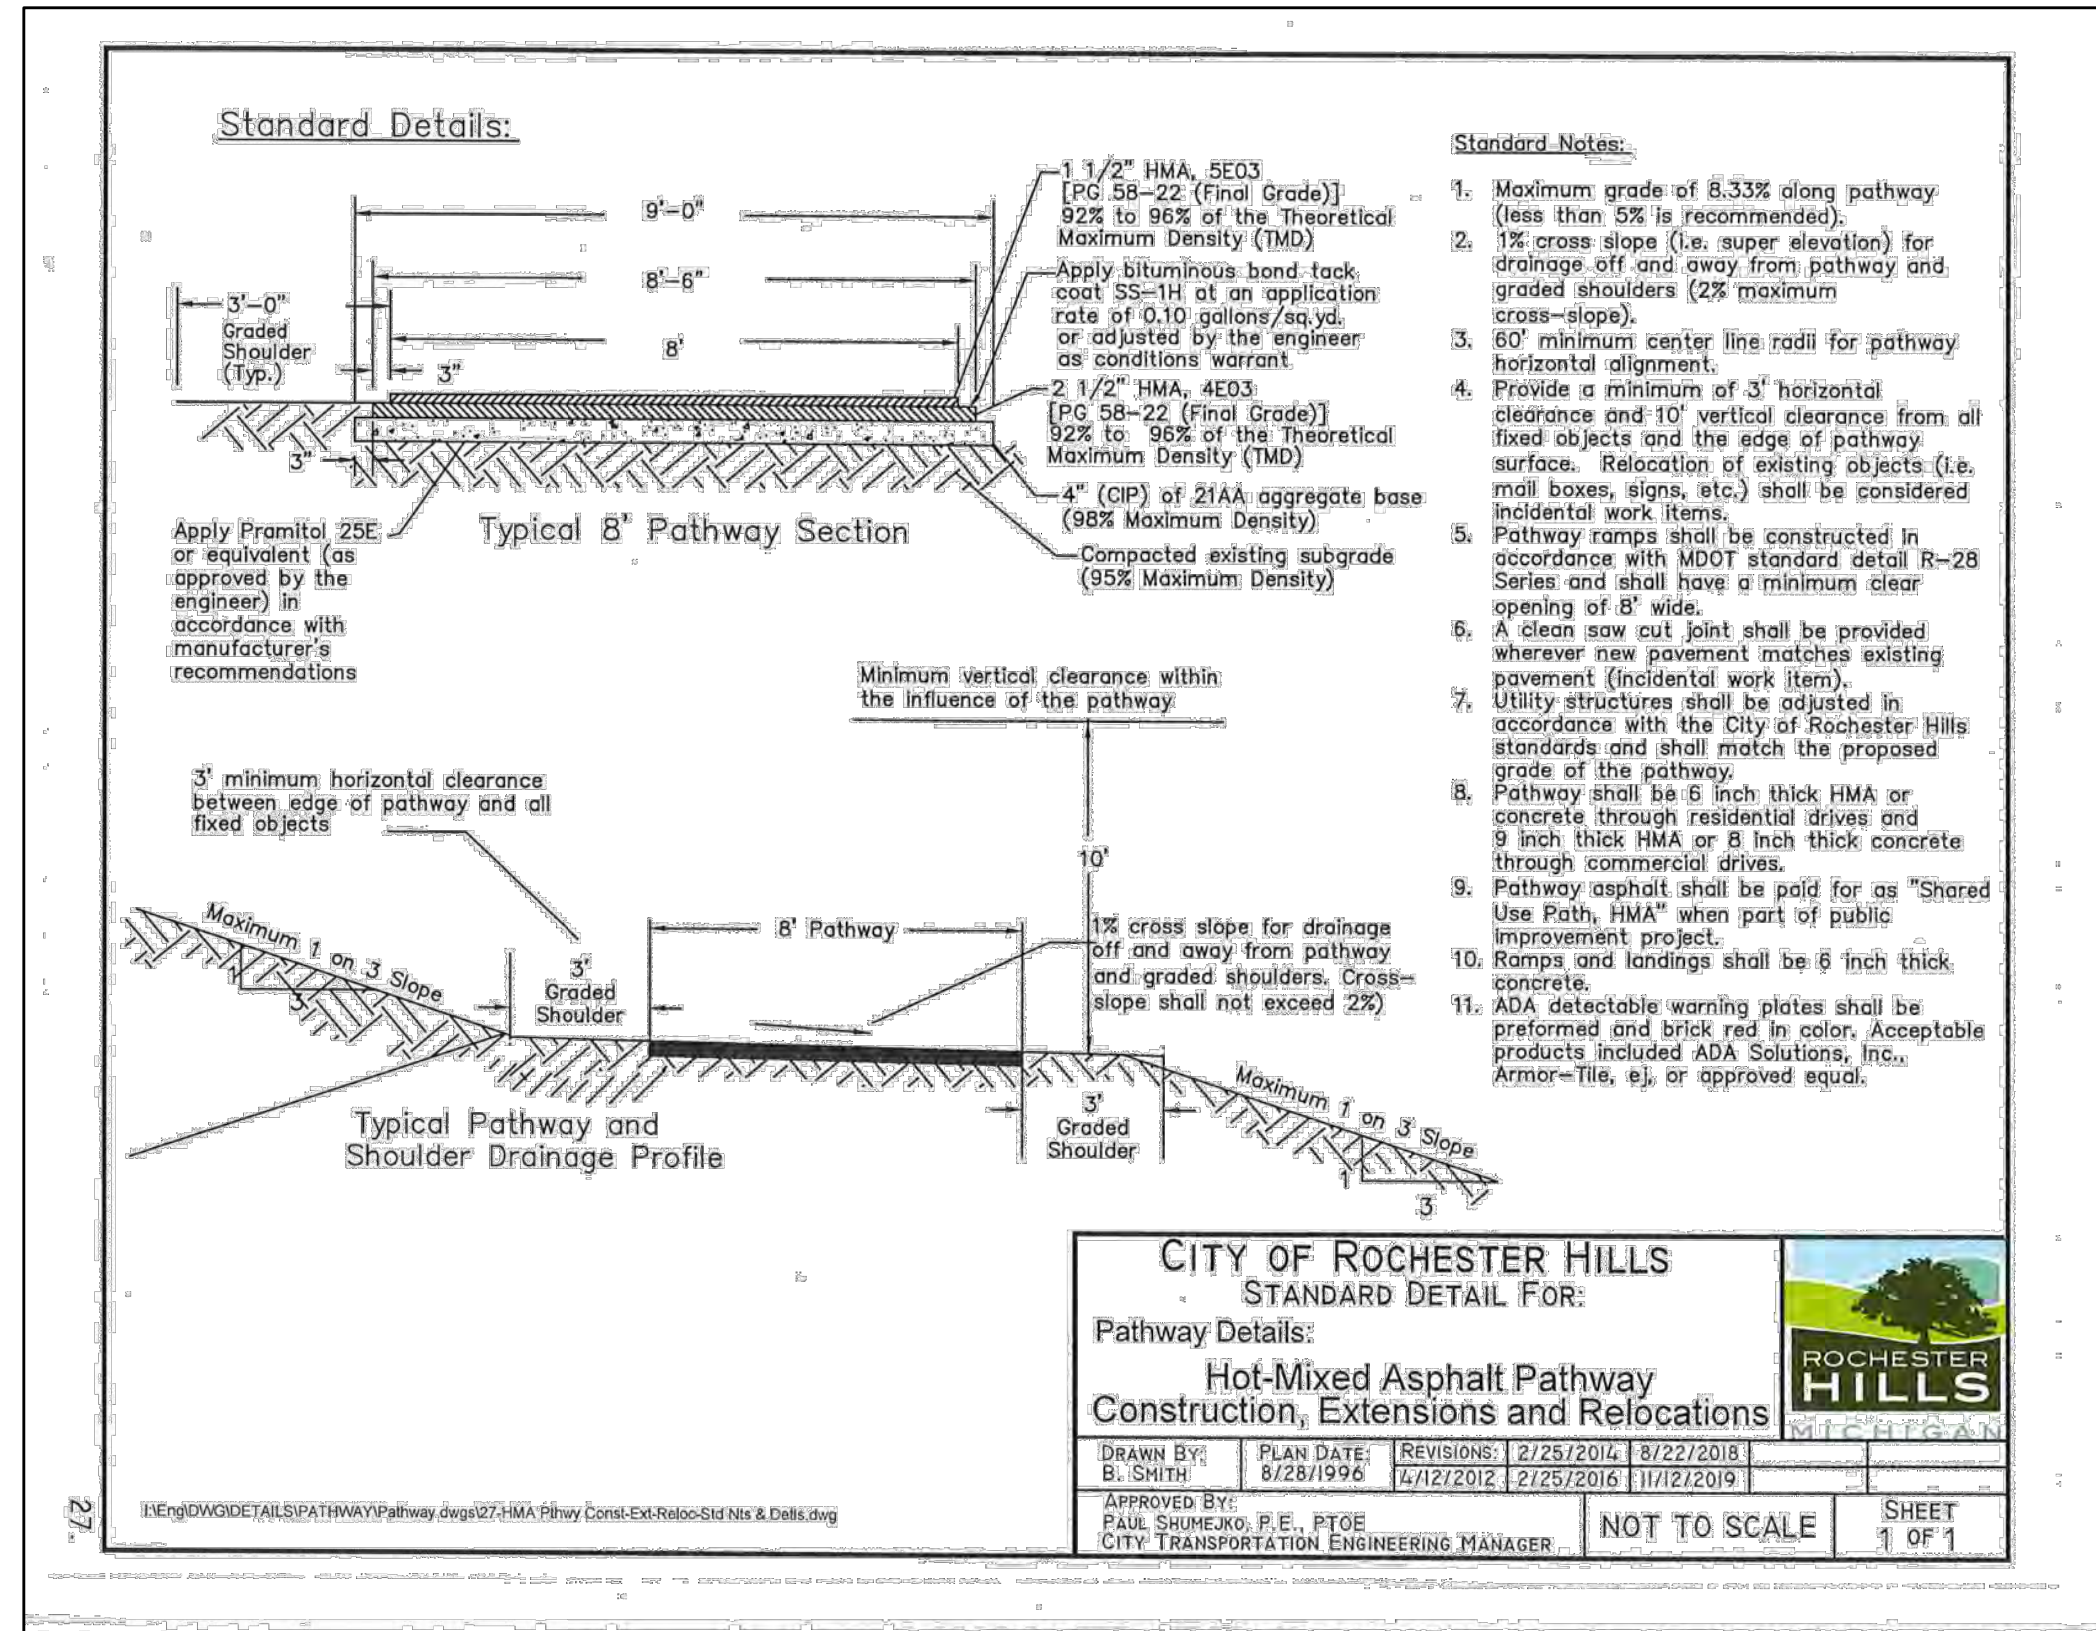 Standard Details:
9'-0"
8'-6"
3'-0"
Graded
Shoulder
(Typ.)
8'
3"
3"
1 1/2" HMA, 5E03
[PG 58-22 (Final Grade)]
92% to 96% of the Theoretical
Maximum Density (TMD)
Apply bituminous bond tack
coat SS-1H at an application
rate of 0.10 gallons/sq.yd.
or adjusted by the engineer
as conditions warrant
2 1/2" HMA, 4E03
[PG 58-22 (Final Grade)]
92% to 96% of the Theoretical
Maximum Density (TMD)
4" (CIP) of 21AA aggregate base
(98% Maximum Density)
Compacted existing subgrade
(95% Maximum Density)
Typical 8' Pathway Section
Apply Pramitol 25E
or equivalent (as
approved by the
engineer) in
accordance with
manufacturer's
recommendations
Minimum vertical clearance within
the influence of the pathway
3' minimum horizontal clearance
between edge of pathway and all
fixed objects
10'
Maximum 1 on 3 Slope
1
3
3'
Graded
Shoulder
8' Pathway
1% cross slope for drainage
off and away from pathway
and graded shoulders. Cross-
slope shall not exceed 2%)
Typical Pathway and
Shoulder Drainage Profile
3'
Graded
Shoulder
Maximum 1 on 3 Slope
1
3
Standard Notes:
1. Maximum grade of 8.33% along pathway
(less than 5% is recommended).
2. 1% cross slope (i.e. super elevation) for
drainage off and away from pathway and
graded shoulders (2% maximum
cross-slope).
3. 60' minimum center line radii for pathway
horizontal alignment.
4. Provide a minimum of 3' horizontal
clearance and 10' vertical clearance from all
fixed objects and the edge of pathway
surface. Relocation of existing objects (i.e.
mail boxes, signs, etc.) shall be considered
incidental work items.
5. Pathway ramps shall be constructed in
accordance with MDOT standard detail R-28
Series and shall have a minimum clear
opening of 8' wide.
6. A clean saw cut joint shall be provided
wherever new pavement matches existing
pavement (incidental work item).
7. Utility structures shall be adjusted in
accordance with the City of Rochester Hills
standards and shall match the proposed
grade of the pathway.
8. Pathway shall be 6 inch thick HMA or
concrete through residential drives and
9 inch thick HMA or 8 inch thick concrete
through commercial drives.
9. Pathway asphalt shall be paid for as "Shared
Use Path, HMA" when part of public
improvement project.
10. Ramps and landings shall be 6 inch thick
concrete.
11. ADA detectable warning plates shall be
preformed and brick red in color. Acceptable
products included ADA Solutions, Inc.,
Armor-Tile, ej, or approved equal.
CITY OF ROCHESTER HILLS
STANDARD DETAIL FOR:
Pathway Details:
Hot-Mixed Asphalt Pathway
Construction, Extensions and Relocations
ROCHESTER
HILLS
MICHIGAN
DRAWN BY:
B. SMITH
PLAN DATE:
8/28/1996
REVISIONS: 2/25/2014 8/22/2018
4/12/2012 2/25/2016 11/12/2019
APPROVED BY:
PAUL SHUMEJKO, P.E., PTOE
CITY TRANSPORTATION ENGINEERING MANAGER
NOT TO SCALE
SHEET
1 OF 1
I:\Eng\DWG\DETAILS\PATHWAY\Pathway.dwgs\27-HMA Pthwy Const-Ext-Reloc-Std Nts & Detls.dwg
27.